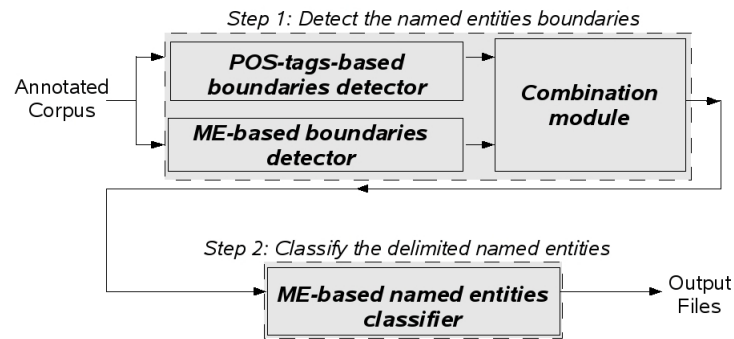 Step 1: Detect the named entities boundaries
Annotated
Corpus
POS-tags-based
boundaries detector
ME-based boundaries
detector
Combination
module
Step 2: Classify the delimited named entities
ME-based named entities
classifier
Output
Files